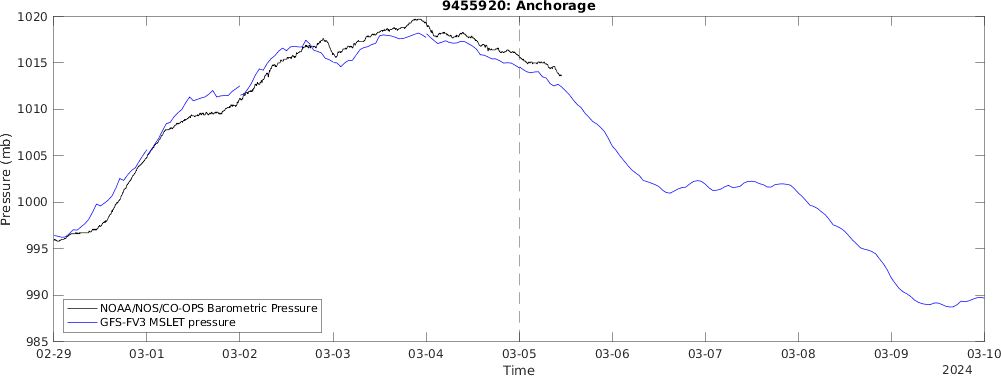 9455920: Anchorage
1020
1015
1010
1005
1000
995
990
985
Pressure (mb)
NOAA/NOS/CO-OPS Barometric Pressure
GFS-FV3 MSLET pressure
02-29 03-01 03-02 03-03 03-04 03-05 03-06 03-07 03-08 03-09 03-10
Time
2024